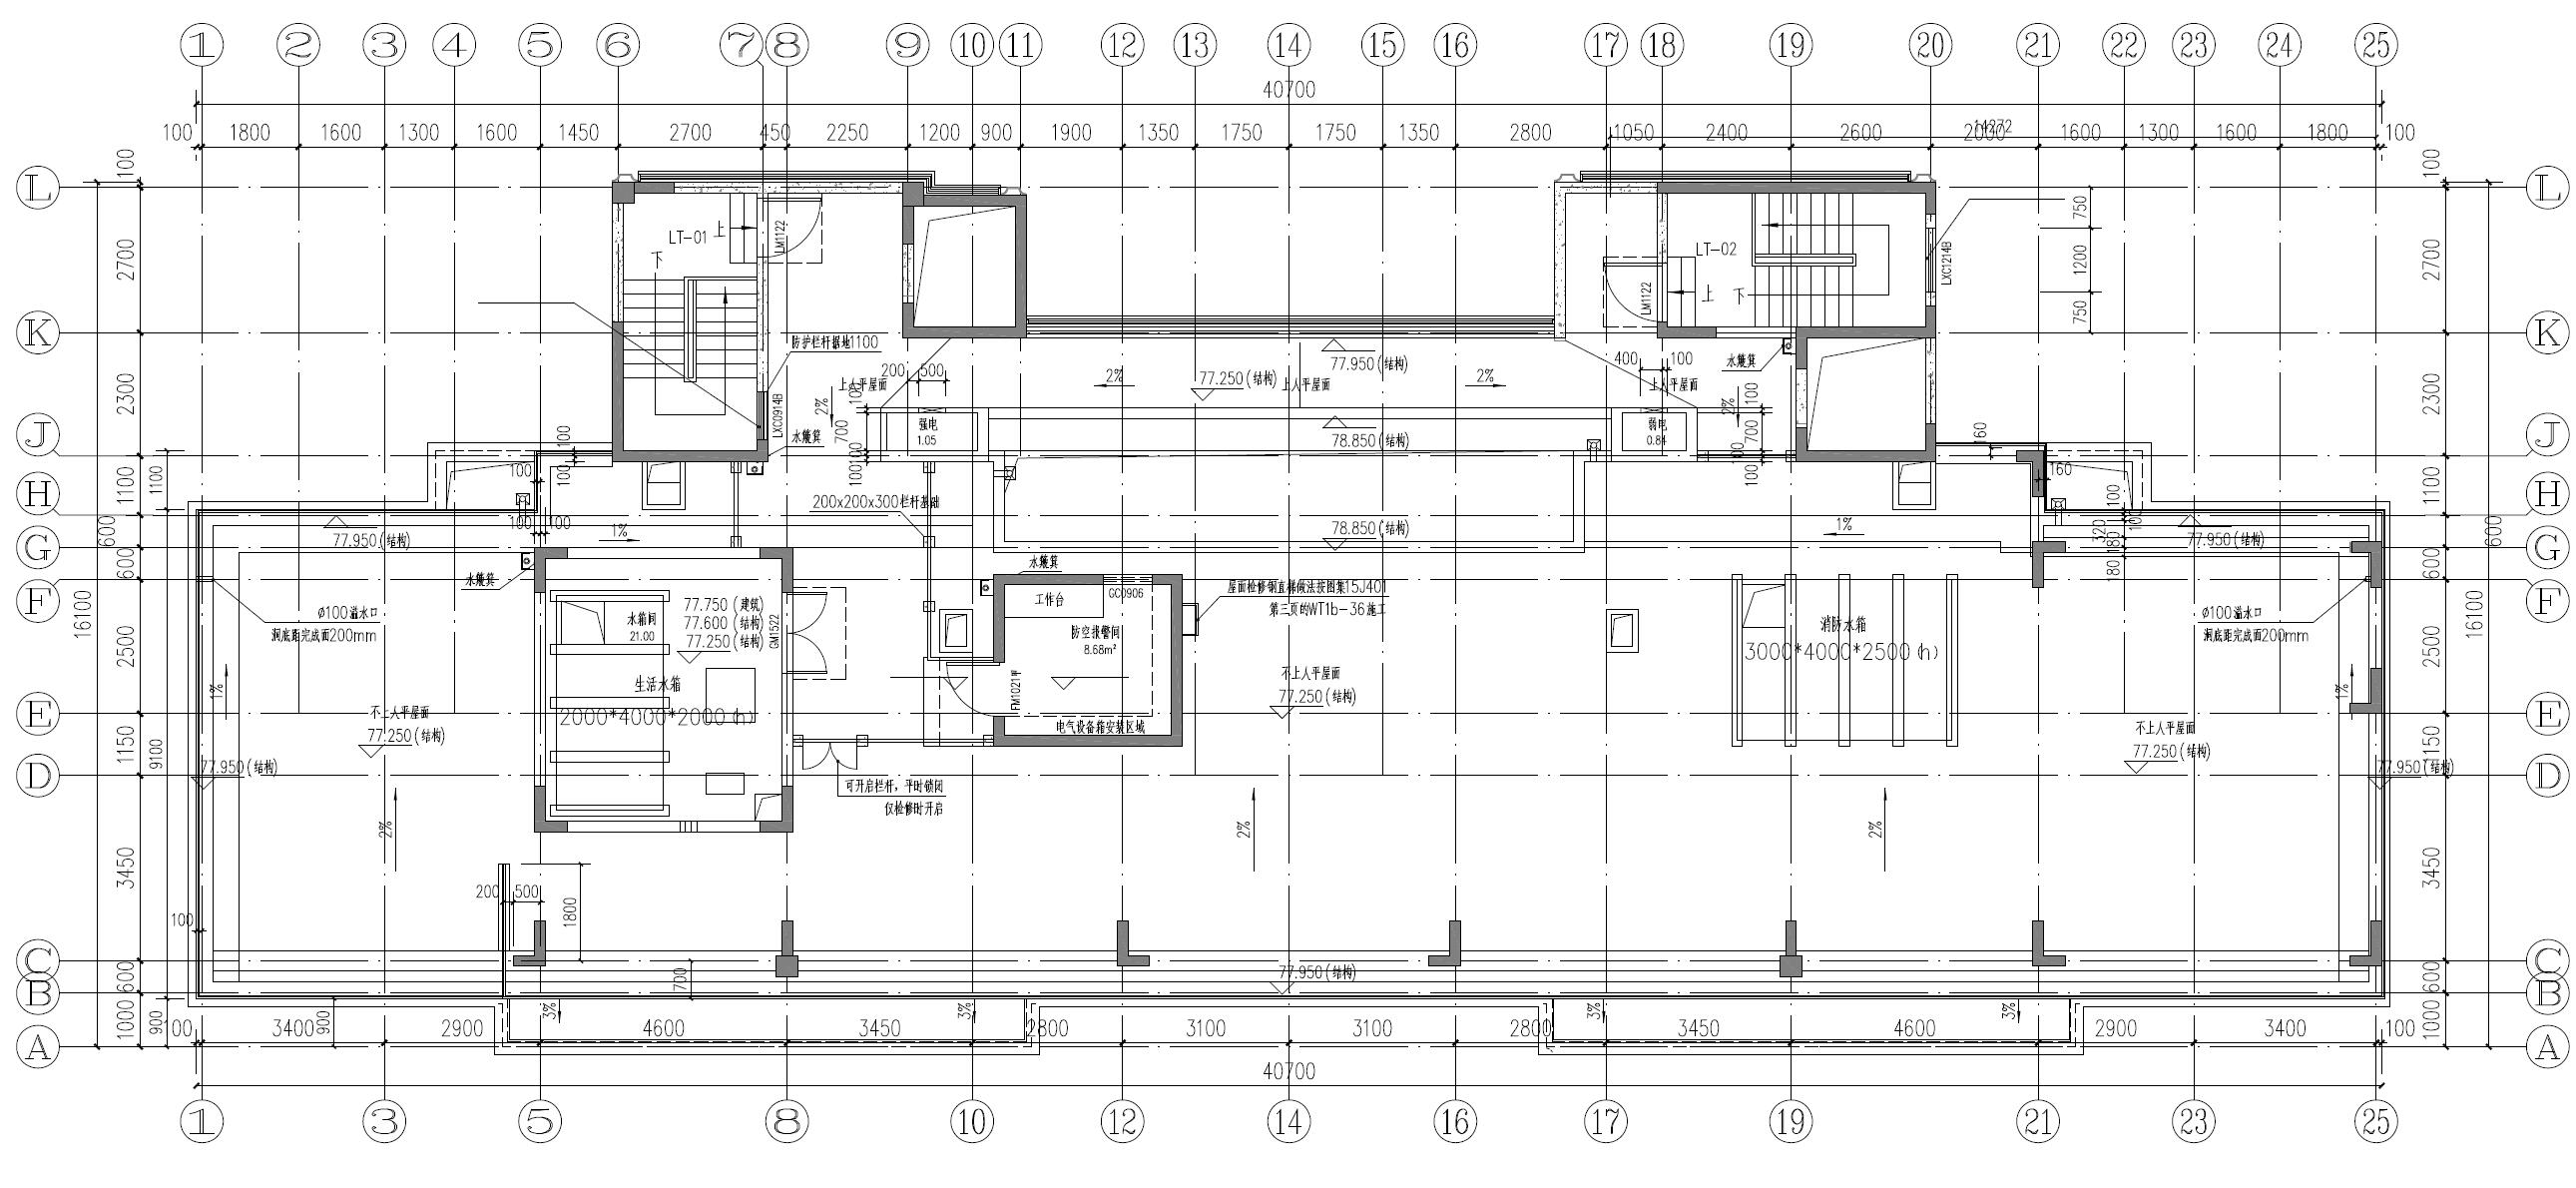 1 2 3 4 5 6 7 8 9 10 11 12 13 14 15 16 17 18 19 20 21 22 23 24 25
40700
100 1800 1600 1300 1600 1450 2700 450 2250 1200 900 1900 1350 1750 1750 1350 2800 1050 2400 2600 2000 14272 1600 1300 1600 1800 100
100
100
L
L
750
上
LM1122
LT-01
LT-02
下
2700
1200
2700
LXC1214B
LM1122
上
下
750
K
K
防护栏杆据地1100
77.950(结构)
水簸箕
400
100
200
500
2%
77.250(结构)
2%
上人平屋面
上人平屋面
上人平屋面
2300
2300
2%
2%
100
LXC0914B
强电
1.05
弱电
0.84
700
700
水簸箕
78.850(结构)
J
J
160
100
100
100
100
160
100
1100
1100
1100
H
H
200x200x300栏杆基础
100
100
100
1%
1%
78.850(结构)
77.950(结构)
77.950(结构)
320
180
180
600
600
G
G
水簸箕
水簸箕
600
600
F
F
工作台
GC0906
屋面检修钢直梯做法按图集15J401
第三页的WT1b-36施工
ø100溢水口
洞底距完成面200mm
ø100溢水口
洞底距完成面200mm
水箱间
21.00
77.750(建筑)
77.600(结构)
77.250(结构)
GM1522
防空报警间
8.68m²
消防水箱
3000*4000*2500(h)
16100
16100
2500
2500
1%
1%
生活水箱
2000*4000*2000(h)
FM1021甲
电气设备箱安装区域
不上人平屋面
77.250(结构)
不上人平屋面
77.250(结构)
不上人平屋面
77.250(结构)
E
E
1150
1150
9100
77.950(结构)
77.950(结构)
D
D
可开启栏杆,平时锁闭
仅检修时开启
2%
2%
2%
3450
3450
200
500
1800
100
C
C
700
77.950(结构)
600
600
B
B
3%
3%
3%
3%
1000
900
900
1000
100 3400 2900 4600 3450 2800 3100 3100 2800 3450 4600 2900 3400 100
A
A
40700
1 3 5 8 10 12 14 16 17 19 21 23 25